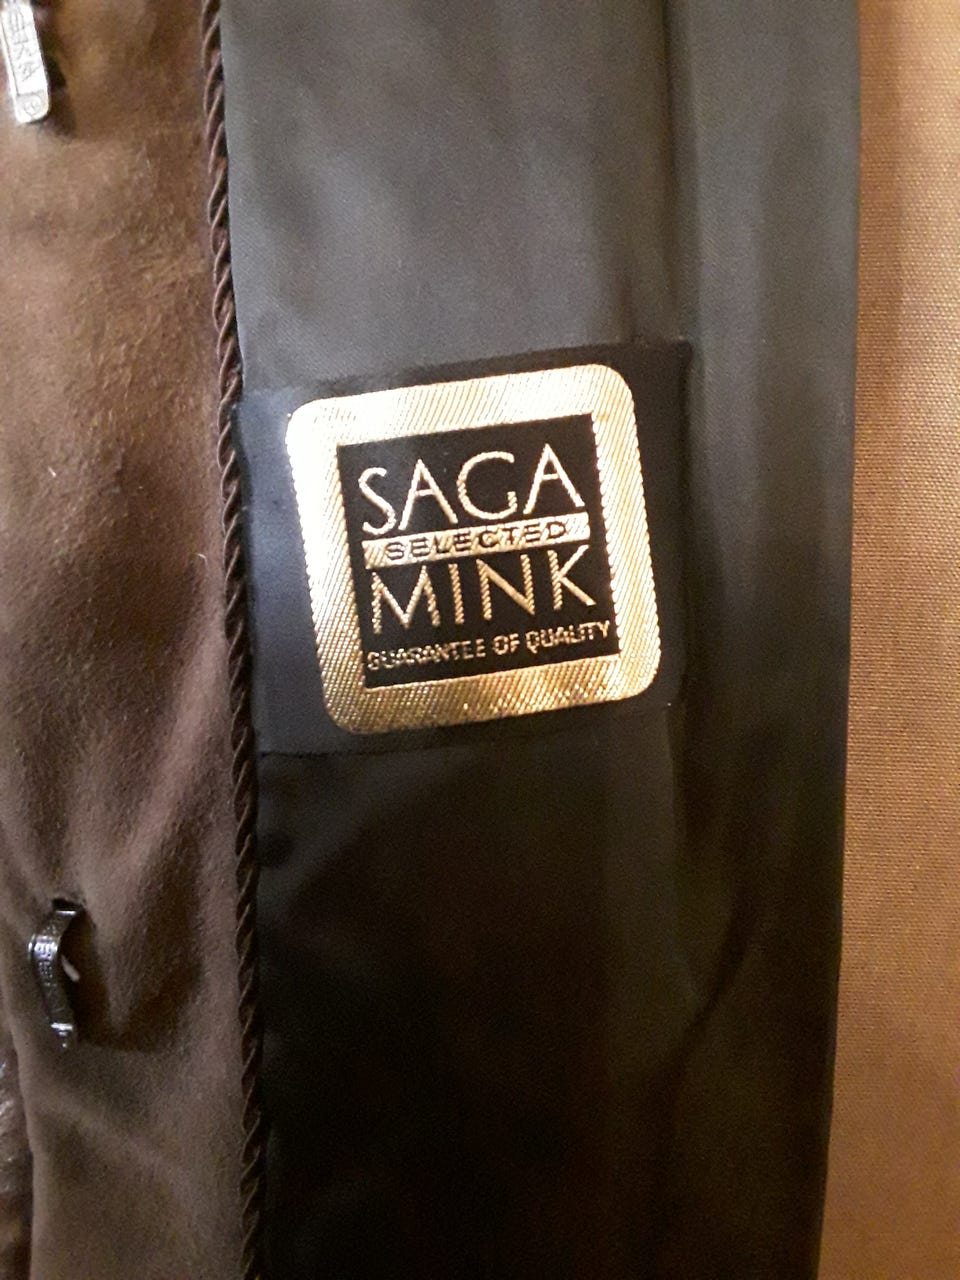 SAGA
SELECTED
MINK
GUARANTEE OF QUALITY